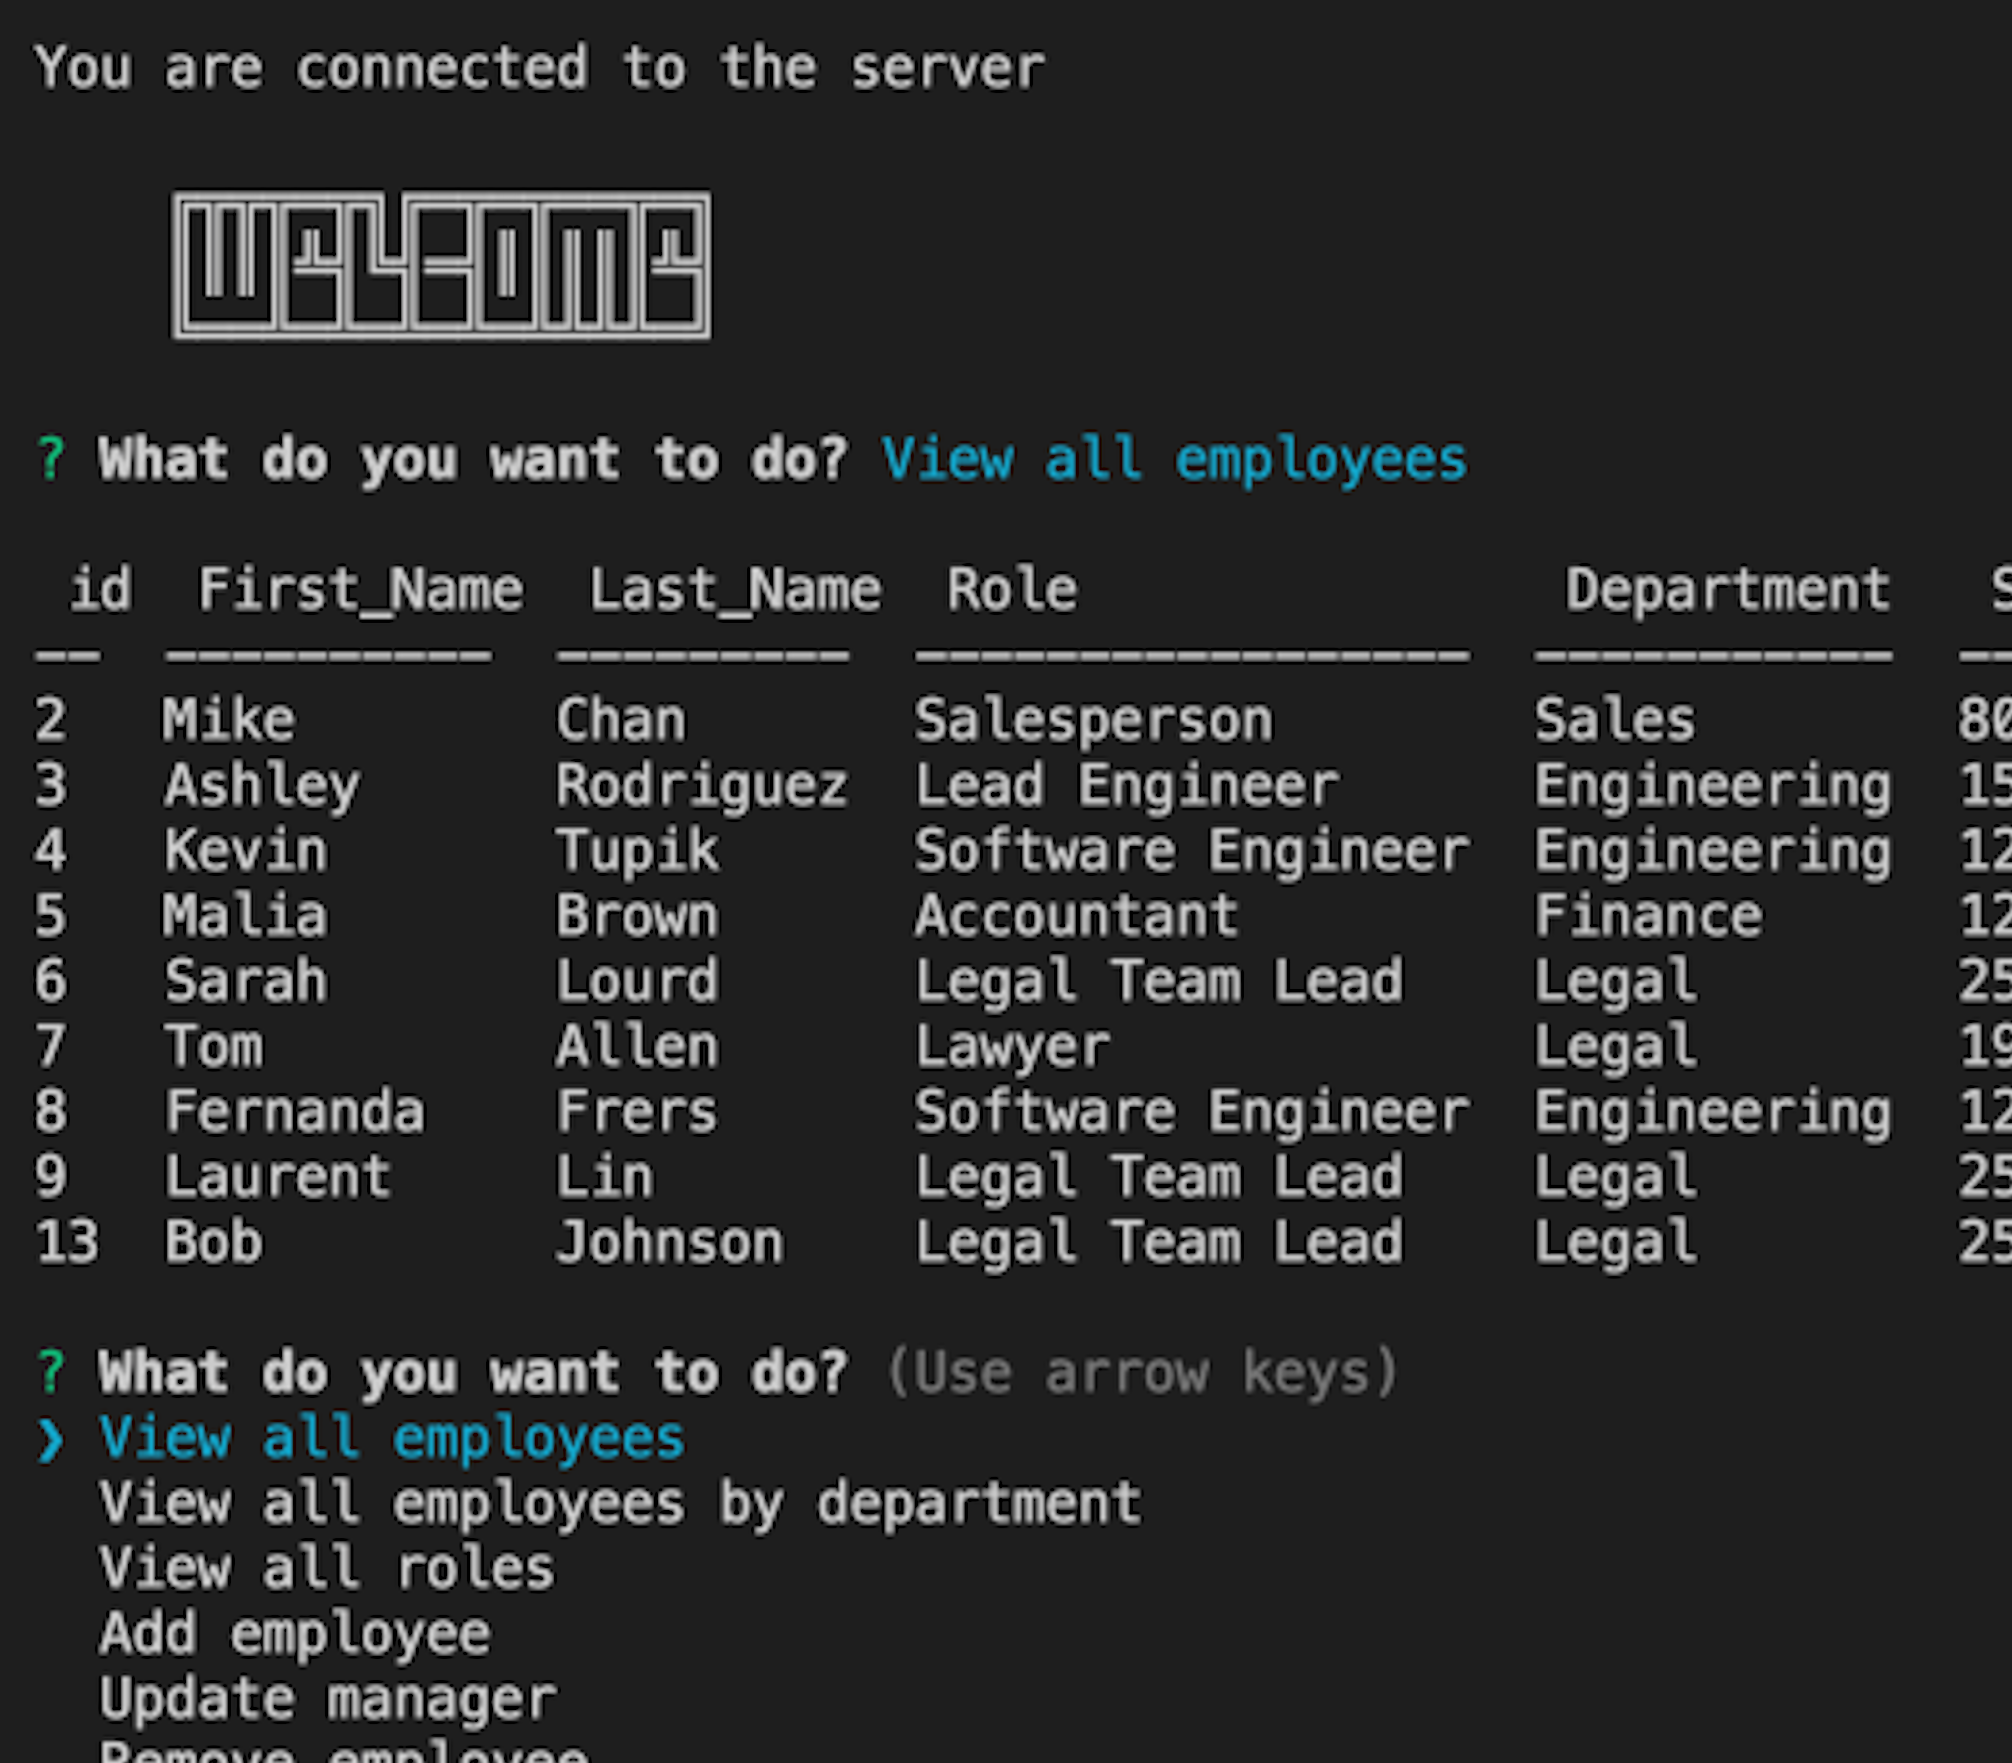 You are connected to the server
Welcome
? What do you want to do? View all employees
id First_Name Last_Name Role Department S
-- ---------- --------- ----------------- ----------- --
2 Mike Chan Salesperson Sales 80
3 Ashley Rodriguez Lead Engineer Engineering 15
4 Kevin Tupik Software Engineer Engineering 12
5 Malia Brown Accountant Finance 12
6 Sarah Lourd Legal Team Lead Legal 25
7 Tom Allen Lawyer Legal 19
8 Fernanda Frers Software Engineer Engineering 12
9 Laurent Lin Legal Team Lead Legal 25
13 Bob Johnson Legal Team Lead Legal 25
? What do you want to do? (Use arrow keys)
❯ View all employees
View all employees by department
View all roles
Add employee
Update manager
Remove employee